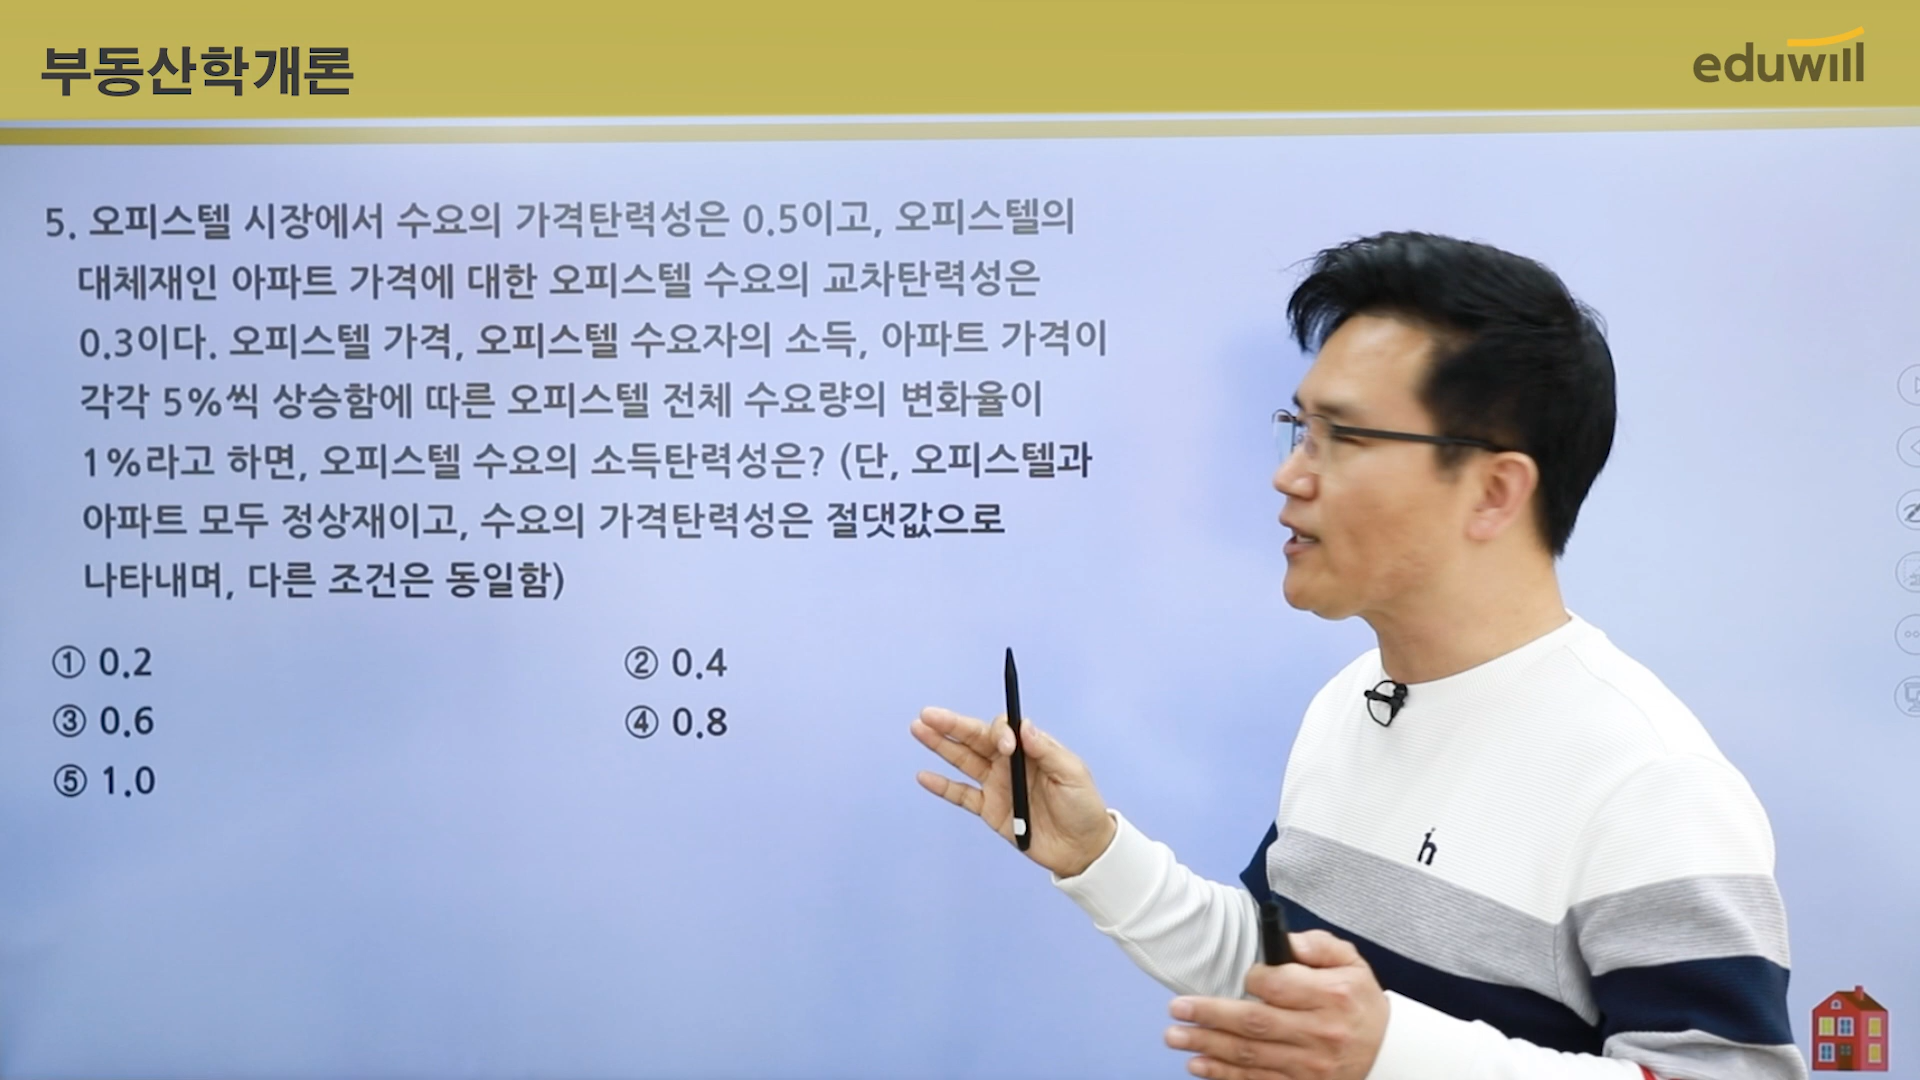 부동산학개론
eduwill
5. 오피스텔 시장에서 수요의 가격탄력성은 0.5이고, 오피스텔의
대체재인 아파트 가격에 대한 오피스텔 수요의 교차탄력성은
0.3이다. 오피스텔 가격, 오피스텔 수요자의 소득, 아파트 가격이
각각 5%씩 상승함에 따른 오피스텔 전체 수요량의 변화율이
1%라고 하면, 오피스텔 수요의 소득탄력성은? (단, 오피스텔과
아파트 모두 정상재이고, 수요의 가격탄력성은 절댓값으로
나타내며, 다른 조건은 동일함)
① 0.2 ② 0.4
③ 0.6 ④ 0.8
⑤ 1.0
h